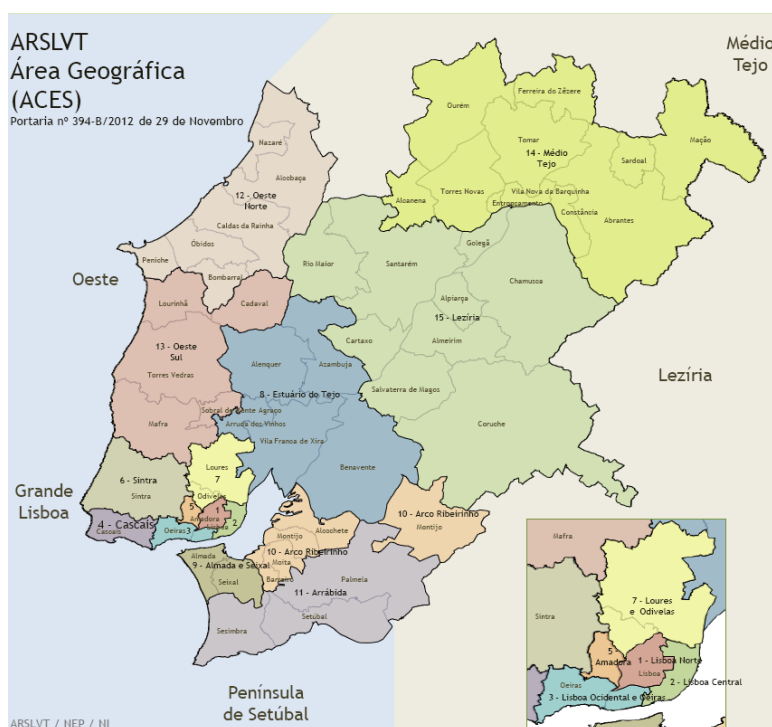 ARSLVT
Área Geográfica
(ACES)
Portaria nº 394-B/2012 de 29 de Novembro
Médio
Tejo
Ferreira do Zêzere
Ourém
Nazaré
Tomar
Mação
14 - Médio
Tejo
Sardoal
Alcobaça
12 - Oeste
Norte
Alcanena
Torres Novas
Vila Nova da Barquinha
Entroncamento
Constância
Abrantes
Caldas da Rainha
Óbidos
Peniche
Golegã
Rio Maior
Santarém
Oeste
Bombarral
Chamusca
Lourinhã
Cadaval
Alpiarça
15 - Lezíria
Cartaxo
Almeirim
13 - Oeste
Sul
Alenquer
Azambuja
Torres Vedras
Lezíria
8 - Estuário do Tejo
Salvaterra de Magos
Sobral de Monte Agraço
Mafra
Arruda dos Vinhos
Coruche
Vila Franca de Xira
Loures
7
Benavente
6 - Sintra
Sintra
Grande
Lisboa
Odivelas
5
Amadora
1
Lisboa
2
4 - Cascais
Cascais
Oeiras
3
10 - Arco Ribeirinho
Montijo
Alcochete
Montijo
10 - Arco Ribeirinho
Almada
9 - Almada e Seixal
Moita
Seixal
Barreiro
Palmela
11 - Arrábida
Setúbal
Sesimbra
Península
de Setúbal
Mafra
Sintra
7 - Loures
e Odivelas
5
Amadora
1 - Lisboa Norte
Lisboa
Oeiras
2 - Lisboa Central
3 - Lisboa Ocidental e Oeiras
ARSLVT / NEP / NI